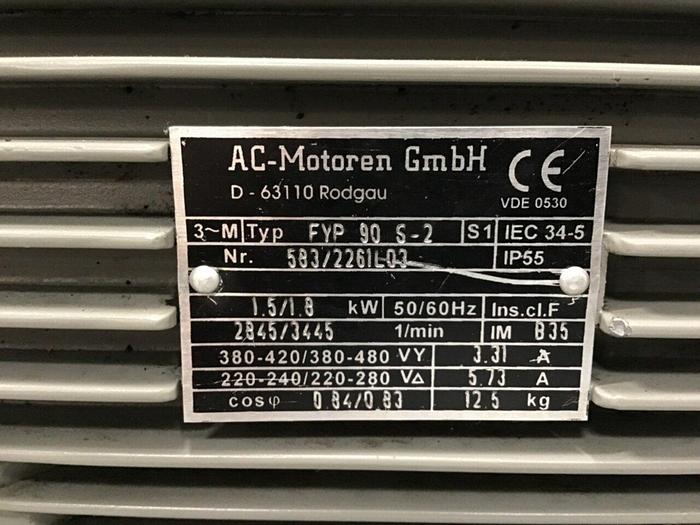 AC-Motoren GmbH
D - 63110 Rodgau
CE
VDE 0530
3~M Typ FYP 90 S-2 S1 IEC 34-5
Nr. 583/2261L03 IP55
1.5/1.8 kW 50/60Hz Ins.cl.F
2845/3445 1/min IM B35
380-420/380-480 VY 3.31 A
220-240/220-280 V∆ 5.73 A
cosφ 0.84/0.83 12.5 kg